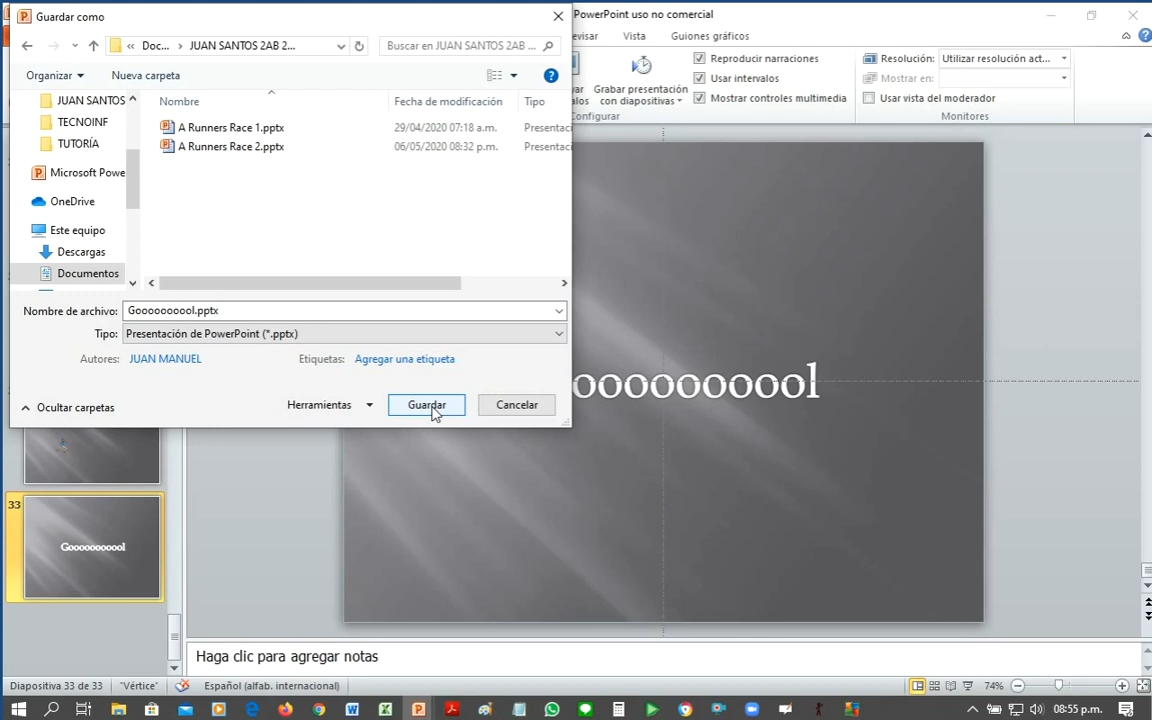 Guardar como
PowerPoint uso no comercial
Doc...
JUAN SANTOS 2AB 2...
Buscar en JUAN SANTOS 2AB ...
Vista
Guiones gráficos
Organizar
Nueva carpeta
Reproducir narraciones
Usar intervalos
Mostrar controles multimedia
Grabar presentación
con diapositivas
Resolución:
Utilizar resolución act...
Mostrar en:
Usar vista del moderador
Monitores
JUAN SANTOS
TECNOINF
TUTORÍA
Microsoft Powe
OneDrive
Este equipo
Descargas
Documentos
Nombre
Fecha de modificación
Tipo
A Runners Race 1.pptx
29/04/2020 07:18 a.m.
Presentaci
A Runners Race 2.pptx
06/05/2020 08:32 p.m.
Presentaci
Nombre de archivo:
Goooooooool.pptx
Tipo:
Presentación de PowerPoint (*.pptx)
Autores:
JUAN MANUEL
Etiquetas:
Agregar una etiqueta
Ocultar carpetas
Herramientas
Guardar
Cancelar
33
Haga clic para agregar notas
Diapositiva 33 de 33
"Vértice"
Español (alfab. internacional)
74%
08:55 p.m.